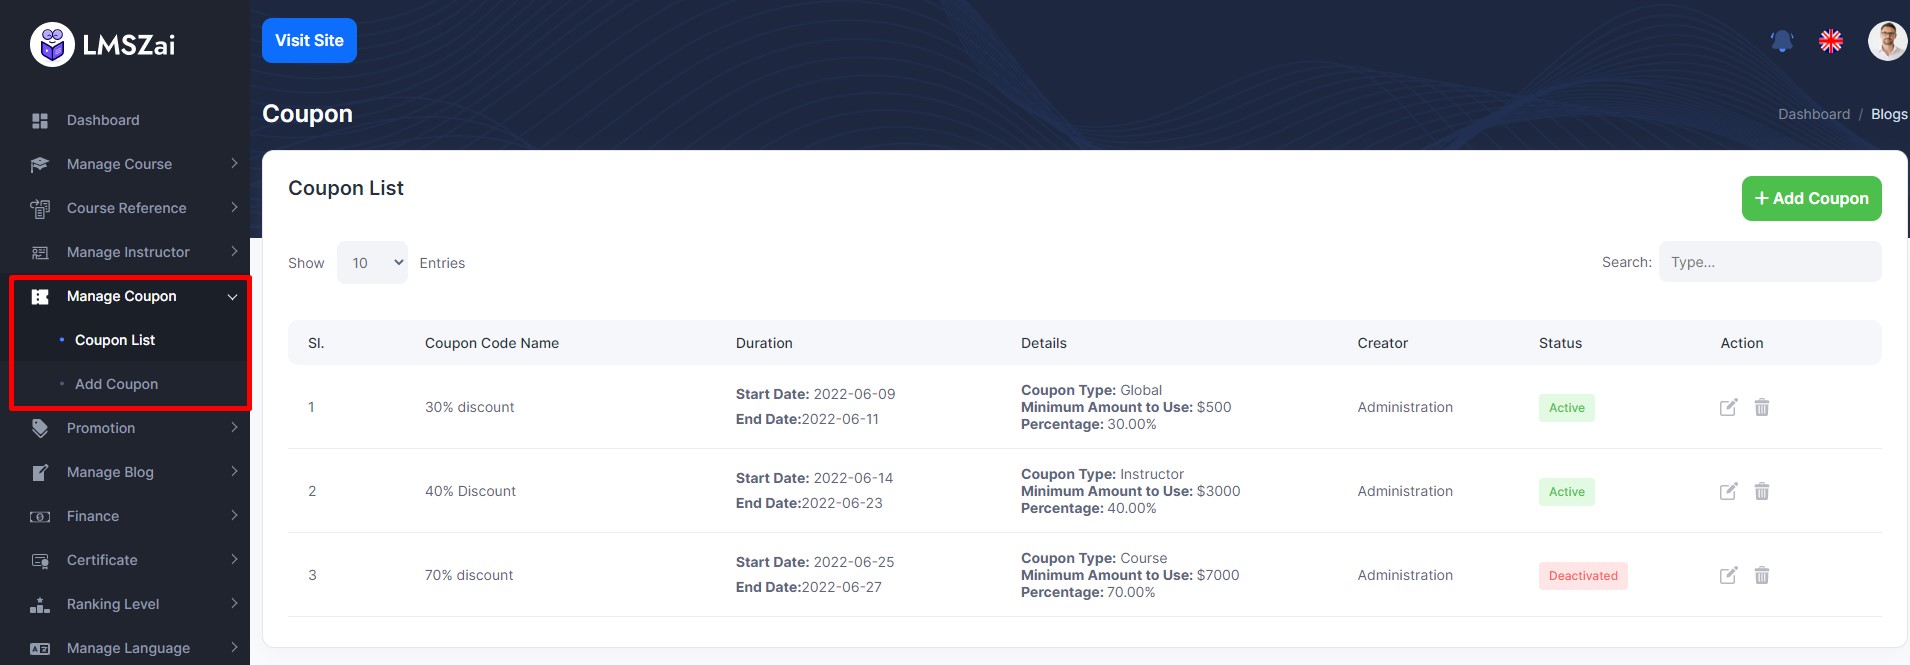 LMSZai
Visit Site
Dashboard
Manage Course
Course Reference
Manage Instructor
Manage Coupon
Coupon List
Add Coupon
Promotion
Manage Blog
Finance
Certificate
Ranking Level
Manage Language
Coupon
Dashboard / Blogs
Coupon List
+ Add Coupon
Show 10 Entries
Search: Type...
Sl. Coupon Code Name Duration Details Creator Status Action
1 30% discount Start Date: 2022-06-09 End Date:2022-06-11 Coupon Type: Global Minimum Amount to Use: $500 Percentage: 30.00% Administration Active
2 40% Discount Start Date: 2022-06-14 End Date:2022-06-23 Coupon Type: Instructor Minimum Amount to Use: $3000 Percentage: 40.00% Administration Active
3 70% discount Start Date: 2022-06-25 End Date:2022-06-27 Coupon Type: Course Minimum Amount to Use: $7000 Percentage: 70.00% Administration Deactivated